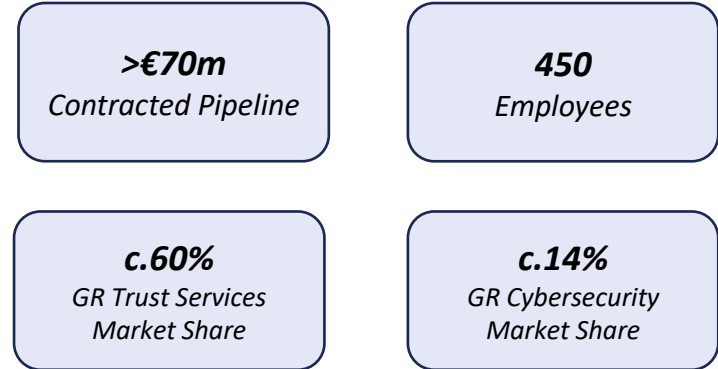 >€70m
Contracted Pipeline
450
Employees
c.60%
GR Trust Services
Market Share
c.14%
GR Cybersecurity
Market Share